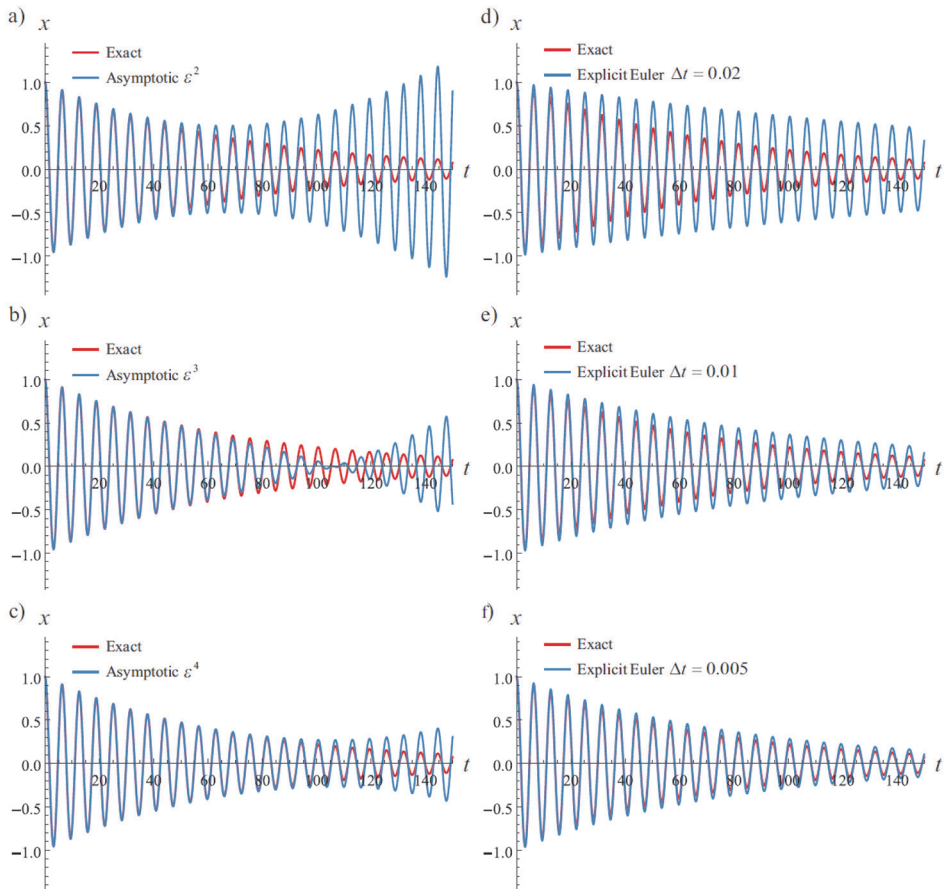 a) x
Exact
Asymptotic ε²
1.0
0.5
0.0
20 40 60 80 100 120 140 t
−0.5
−1.0
b) x
Exact
Asymptotic ε³
1.0
0.5
0.0
20 40 60 80 100 120 140 t
−0.5
−1.0
c) x
Exact
Asymptotic ε⁴
1.0
0.5
0.0
20 40 60 80 100 120 140 t
−0.5
−1.0
d) x
Exact
Explicit Euler Δt = 0.02
1.0
0.5
0.0
20 40 60 80 100 120 140 t
−0.5
−1.0
e) x
Exact
Explicit Euler Δt = 0.01
1.0
0.5
0.0
20 40 60 80 100 120 140 t
−0.5
−1.0
f) x
Exact
Explicit Euler Δt = 0.005
1.0
0.5
0.0
20 40 60 80 100 120 140 t
−0.5
−1.0